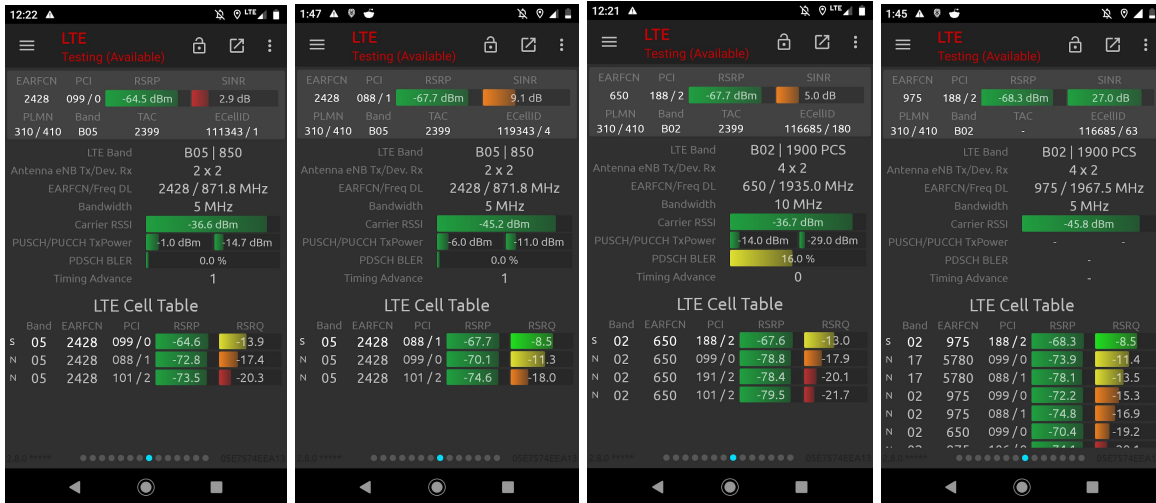 12:22
LTE
LTE
Testing (Available)
EARFCN PCI RSRP SINR
2428 099 / 0 -64.5 dBm 2.9 dB
PLMN Band TAC ECellID
310 / 410 B05 2399 111343 / 1
LTE Band B05 | 850
Antenna eNB Tx/Dev. Rx 2 x 2
EARFCN/Freq DL 2428 / 871.8 MHz
Bandwidth 5 MHz
Carrier RSSI -36.6 dBm
PUSCH/PUCCH TxPower -1.0 dBm -14.7 dBm
PDSCH BLER 0.0 %
Timing Advance 1
LTE Cell Table
Band EARFCN PCI RSRP RSRQ
S 05 2428 099 / 0 -64.6 -13.9
N 05 2428 088 / 1 -72.8 -17.4
N 05 2428 101 / 2 -73.5 -20.3
2.8.0 ***** 05E7574EEA12
1:47
LTE
Testing (Available)
EARFCN PCI RSRP SINR
2428 088 / 1 -67.7 dBm 9.1 dB
PLMN Band TAC ECellID
310 / 410 B05 2399 119343 / 4
LTE Band B05 | 850
Antenna eNB Tx/Dev. Rx 2 x 2
EARFCN/Freq DL 2428 / 871.8 MHz
Bandwidth 5 MHz
Carrier RSSI -45.2 dBm
PUSCH/PUCCH TxPower -6.0 dBm -11.0 dBm
PDSCH BLER 0.0 %
Timing Advance 1
LTE Cell Table
Band EARFCN PCI RSRP RSRQ
S 05 2428 088 / 1 -67.7 -8.5
N 05 2428 099 / 0 -70.1 -11.3
N 05 2428 101 / 2 -74.6 -18.0
2.8.0 ***** 05E7574EEA12
12:21
LTE
LTE
Testing (Available)
EARFCN PCI RSRP SINR
650 188 / 2 -67.7 dBm 5.0 dB
PLMN Band TAC ECellID
310 / 410 B02 2399 116685 / 180
LTE Band B02 | 1900 PCS
Antenna eNB Tx/Dev. Rx 4 x 2
EARFCN/Freq DL 650 / 1935.0 MHz
Bandwidth 10 MHz
Carrier RSSI -36.7 dBm
PUSCH/PUCCH TxPower -14.0 dBm -29.0 dBm
PDSCH BLER 16.0 %
Timing Advance 0
LTE Cell Table
Band EARFCN PCI RSRP RSRQ
S 02 650 188 / 2 -67.6 -13.0
N 02 650 099 / 0 -78.8 -17.9
N 02 650 191 / 2 -78.4 -20.1
N 02 650 101 / 2 -79.5 -21.7
2.8.0 ***** 05E7574EEA12
1:45
LTE
Testing (Available)
EARFCN PCI RSRP SINR
975 188 / 2 -68.3 dBm 27.0 dB
PLMN Band TAC ECellID
310 / 410 B02 - 116685 / 63
LTE Band B02 | 1900 PCS
Antenna eNB Tx/Dev. Rx 4 x 2
EARFCN/Freq DL 975 / 1967.5 MHz
Bandwidth 5 MHz
Carrier RSSI -45.8 dBm
PUSCH/PUCCH TxPower - -
PDSCH BLER -
Timing Advance -
LTE Cell Table
Band EARFCN PCI RSRP RSRQ
S 02 975 188 / 2 -68.3 -8.5
N 17 5780 099 / 0 -73.9 -11.4
N 17 5780 088 / 1 -78.1 -13.5
N 02 975 099 / 0 -72.2 -15.3
N 02 975 088 / 1 -74.8 -16.9
N 02 650 099 / 0 -70.4 -19.2
2.8.0 ***** 05E7574EEA12